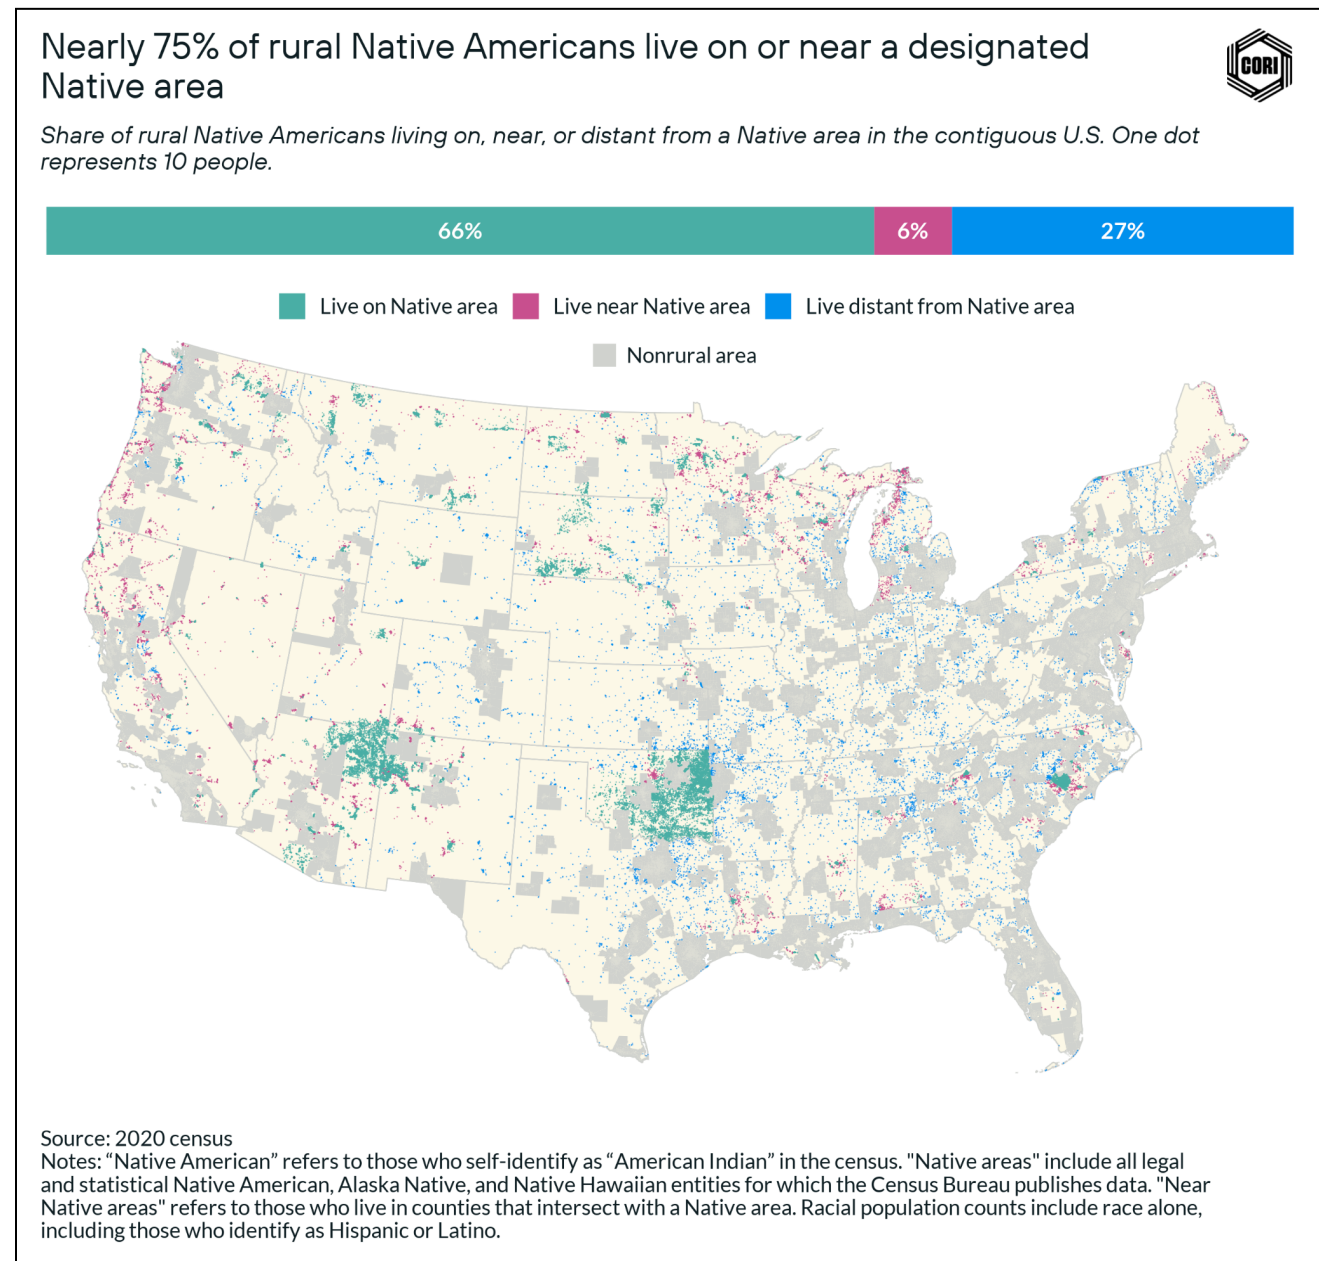 Nearly 75% of rural Native Americans live on or near a designated
Native area
CORI
Share of rural Native Americans living on, near, or distant from a Native area in the contiguous U.S. One dot
represents 10 people.
66% 6% 27%
Live on Native area Live near Native area Live distant from Native area
Nonrural area
Source: 2020 census
Notes: “Native American” refers to those who self-identify as “American Indian” in the census. "Native areas" include all legal
and statistical Native American, Alaska Native, and Native Hawaiian entities for which the Census Bureau publishes data. "Near
Native areas" refers to those who live in counties that intersect with a Native area. Racial population counts include race alone,
including those who identify as Hispanic or Latino.